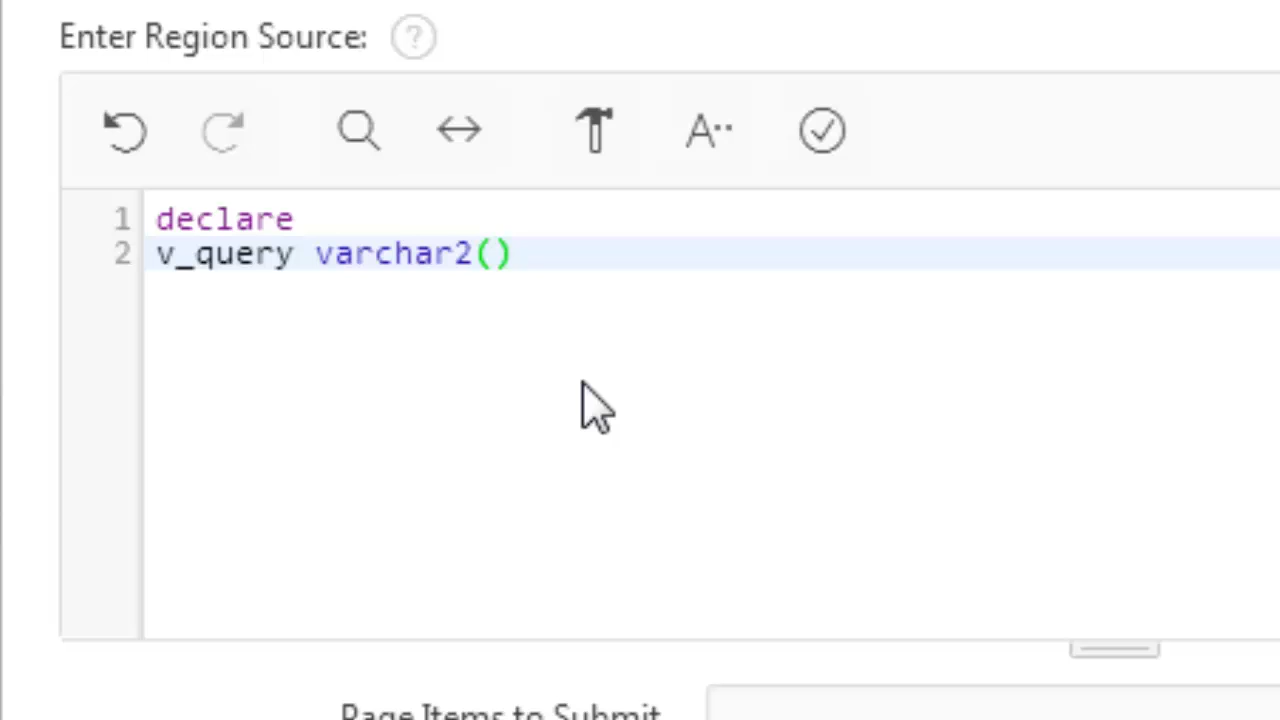 Enter Region Source: ?
A··
1 declare
2 v_query varchar2()
Page Items to Submit